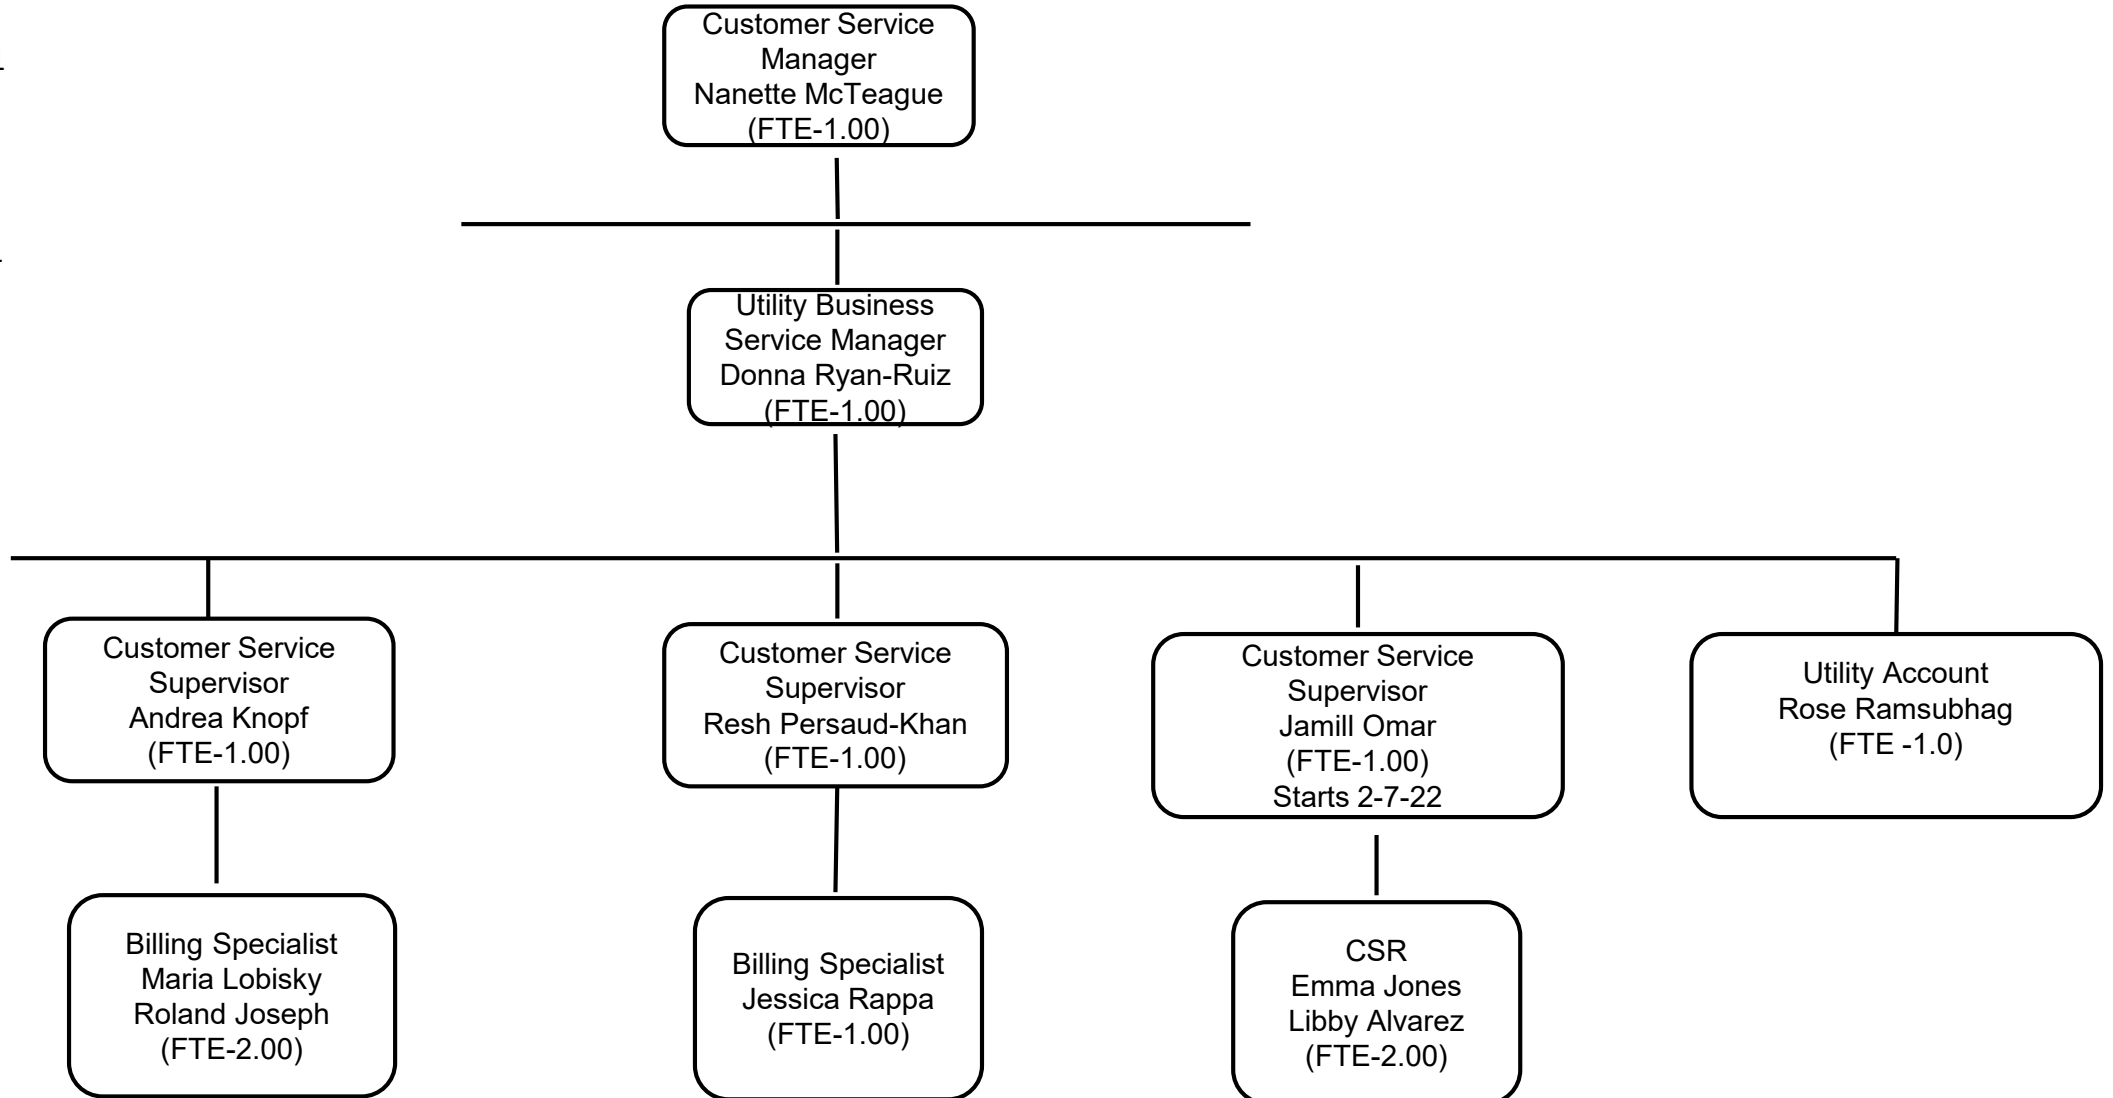 Customer Service
Manager
Nanette McTeague
(FTE-1.00)
Utility Business
Service Manager
Donna Ryan-Ruiz
(FTE-1.00)
Customer Service
Supervisor
Andrea Knopf
(FTE-1.00)
Customer Service
Supervisor
Resh Persaud-Khan
(FTE-1.00)
Customer Service
Supervisor
Jamill Omar
(FTE-1.00)
Starts 2-7-22
Utility Account
Rose Ramsubhag
(FTE -1.0)
Billing Specialist
Maria Lobisky
Roland Joseph
(FTE-2.00)
Billing Specialist
Jessica Rappa
(FTE-1.00)
CSR
Emma Jones
Libby Alvarez
(FTE-2.00)